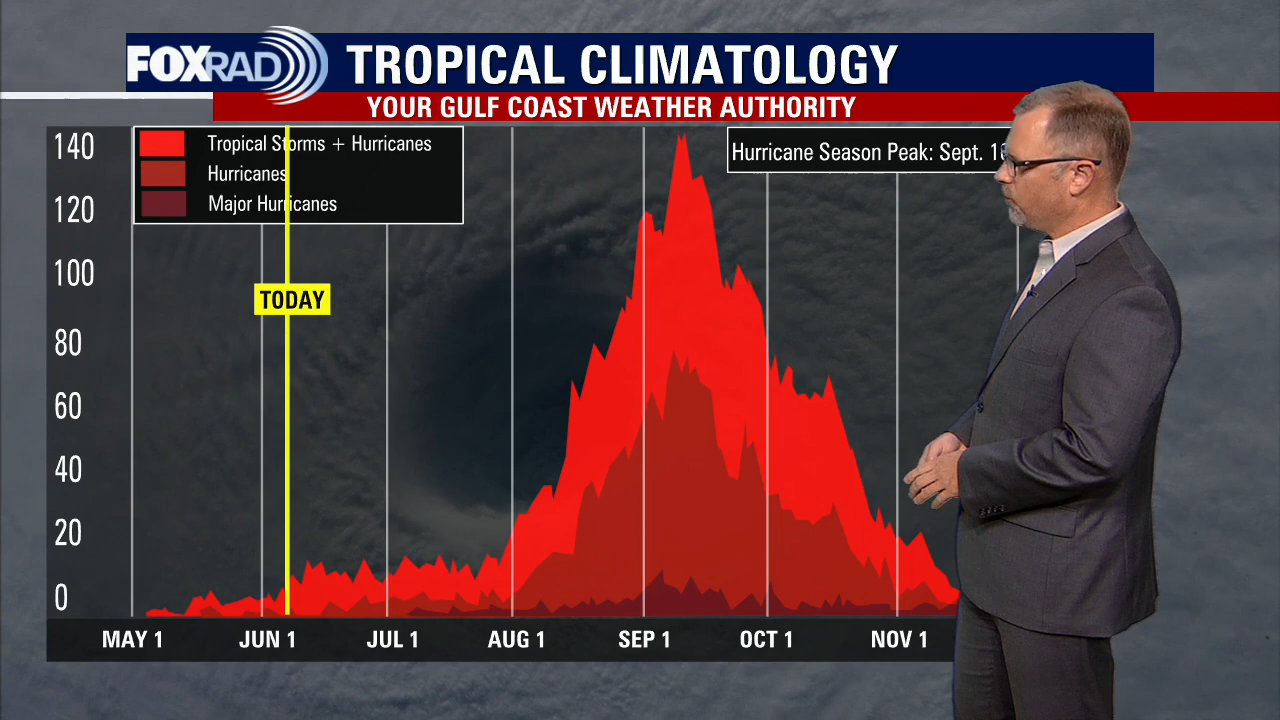 FOXRAD
TROPICAL CLIMATOLOGY
YOUR GULF COAST WEATHER AUTHORITY
Tropical Storms + Hurricanes
Hurricanes
Major Hurricanes
Hurricane Season Peak: Sept.
TODAY
140
120
100
80
60
40
20
0
MAY 1 JUN 1 JUL 1 AUG 1 SEP 1 OCT 1 NOV 1